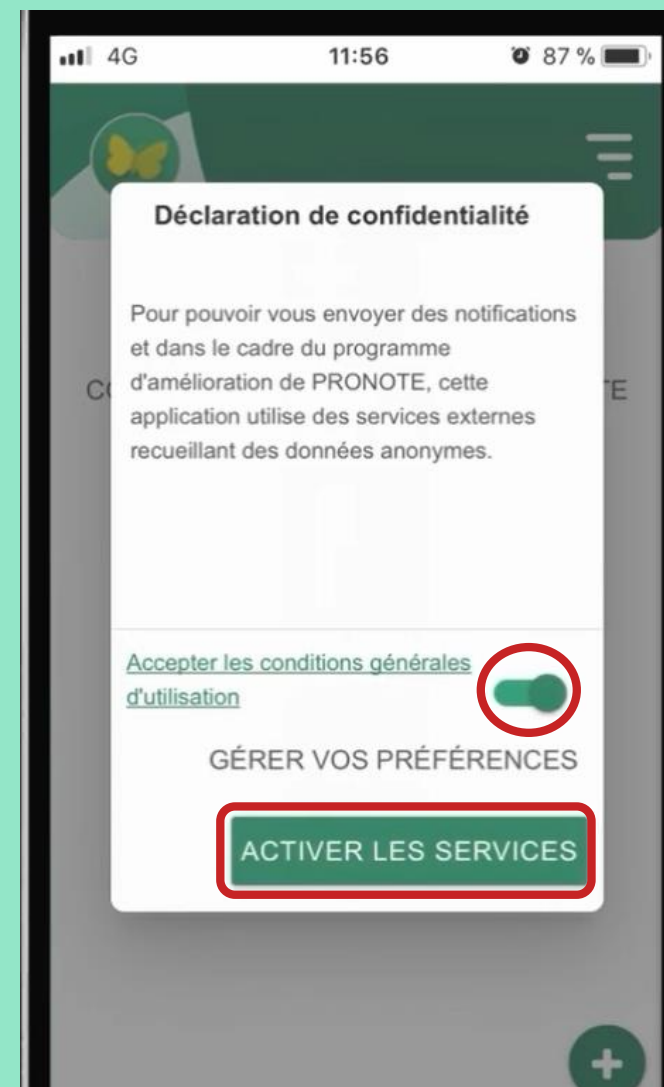 4G 11:56 87 %
Déclaration de confidentialité
Pour pouvoir vous envoyer des notifications
et dans le cadre du programme
d'amélioration de PRONOTE, cette
application utilise des services externes
recueillant des données anonymes.
Accepter les conditions générales
d'utilisation
GÉRER VOS PRÉFÉRENCES
ACTIVER LES SERVICES